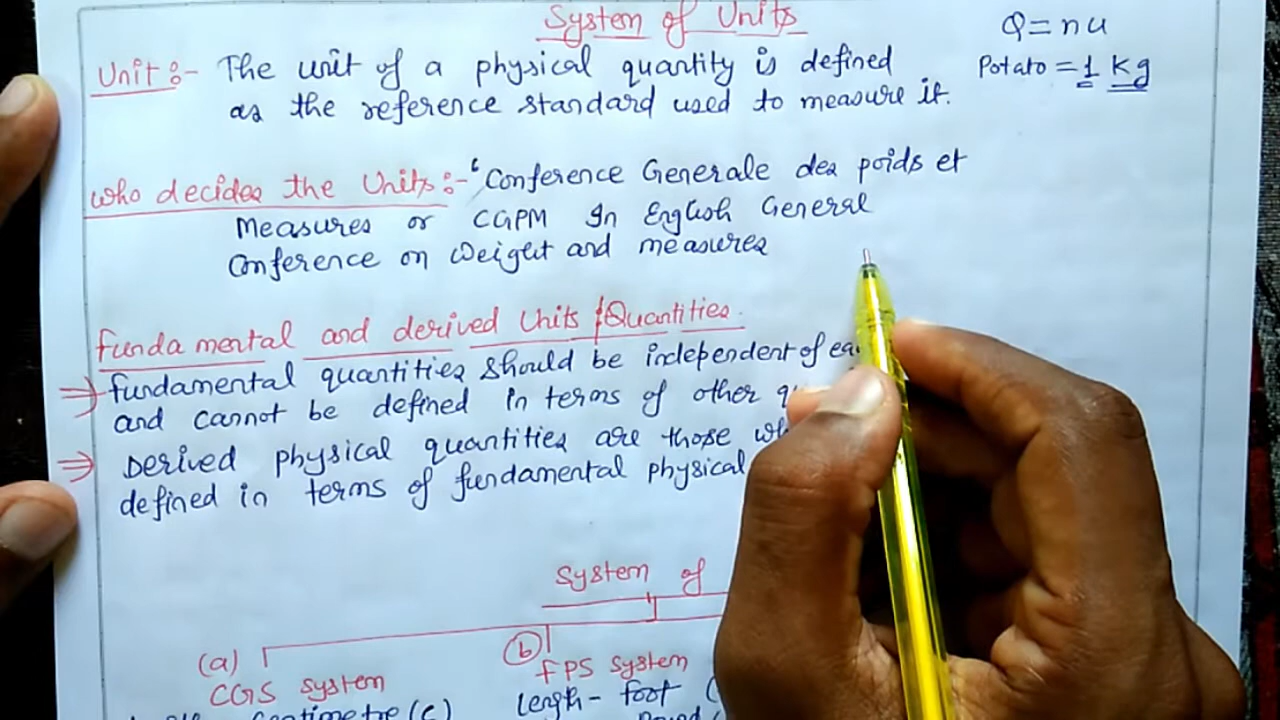 System of Units
Q = nu
Potato = 1 Kg
Unit :- The unit of a physical quantity is defined
as the reference standard used to measure it.
who decides the Units :- 'Conference Generale des poids et
Measures or CGPM In English General
Conference on Weight and measures
fundamental and derived Units / Quantities.
⇒ fundamental quantities should be independent of
and cannot be defined in terms of other
⇒ Derived physical quantities are those
defined in terms of fundamental physical
System of
(a) CGS system
(b) FPS system
Centimetre (C)
Length - foot (